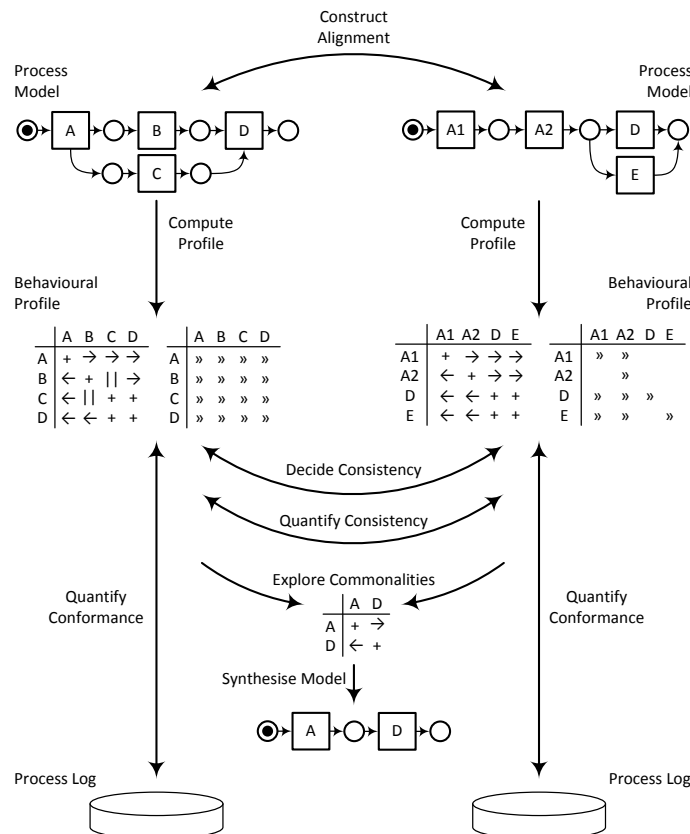 Construct
Alignment
Process
Model
Process
Model
A B D
C
A1 A2 D
E
Compute
Profile
Compute
Profile
Behavioural
Profile
Behavioural
Profile
A B C D
A + → → →
B ← + || →
C ← || + +
D ← ← + +
A B C D
A » » » »
B » » » »
C » » » »
D » » » »
A1 A2 D E
A1 + → → →
A2 ← + → →
D ← ← + +
E ← ← + +
A1 A2 D E
A1 » »
A2 »
D » » »
E » » »
Decide Consistency
Quantify Consistency
Explore Commonalities
Quantify
Conformance
Quantify
Conformance
A D
A + →
D ← +
Synthesise Model
A D
Process Log
Process Log